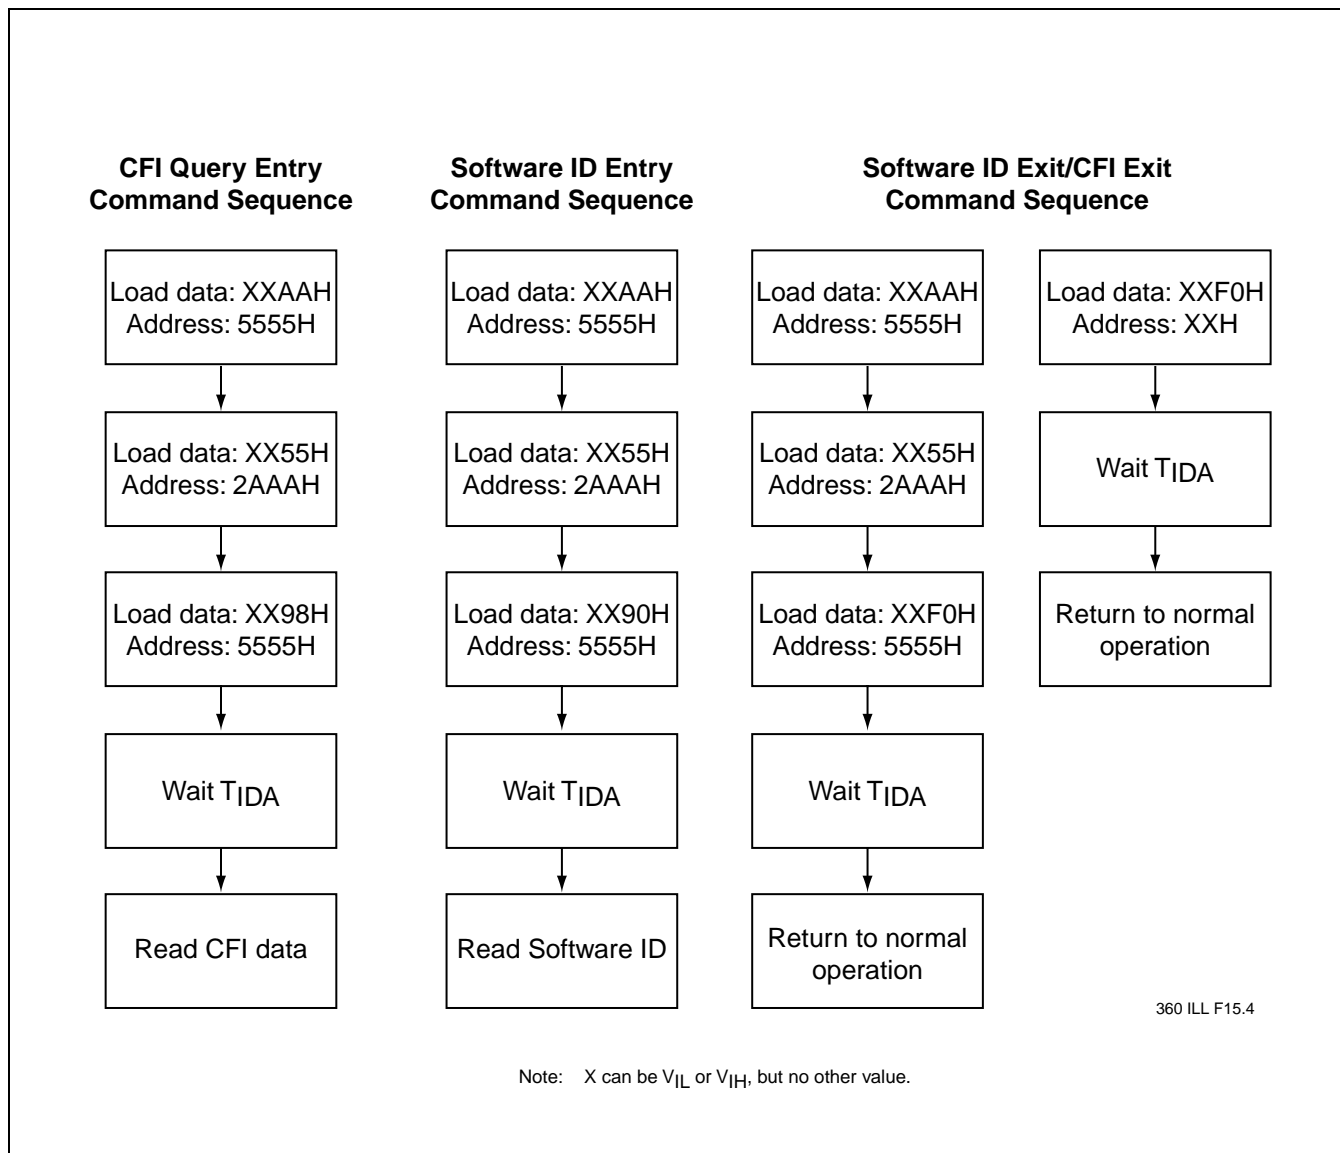 CFI Query Entry
Command Sequence
Load data: XXAAH
Address: 5555H
Load data: XX55H
Address: 2AAAH
Load data: XX98H
Address: 5555H
Wait TIDA
Read CFI data
Software ID Entry
Command Sequence
Load data: XXAAH
Address: 5555H
Load data: XX55H
Address: 2AAAH
Load data: XX90H
Address: 5555H
Wait TIDA
Read Software ID
Software ID Exit/CFI Exit
Command Sequence
Load data: XXAAH
Address: 5555H
Load data: XX55H
Address: 2AAAH
Load data: XXF0H
Address: 5555H
Wait TIDA
Return to normal
operation
Load data: XXF0H
Address: XXH
Wait TIDA
Return to normal
operation
360 ILL F15.4
Note: X can be VIL or VIH, but no other value.